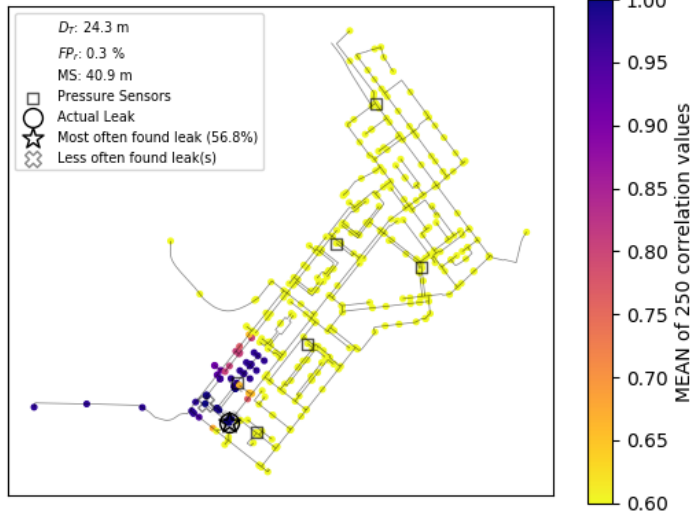 D_T: 24.3 m
FP_r: 0.3 %
MS: 40.9 m
Pressure Sensors
Actual Leak
Most often found leak (56.8%)
Less often found leak(s)
1.00
0.95
0.90
0.85
0.80
0.75
0.70
0.65
0.60
MEAN of 250 correlation values